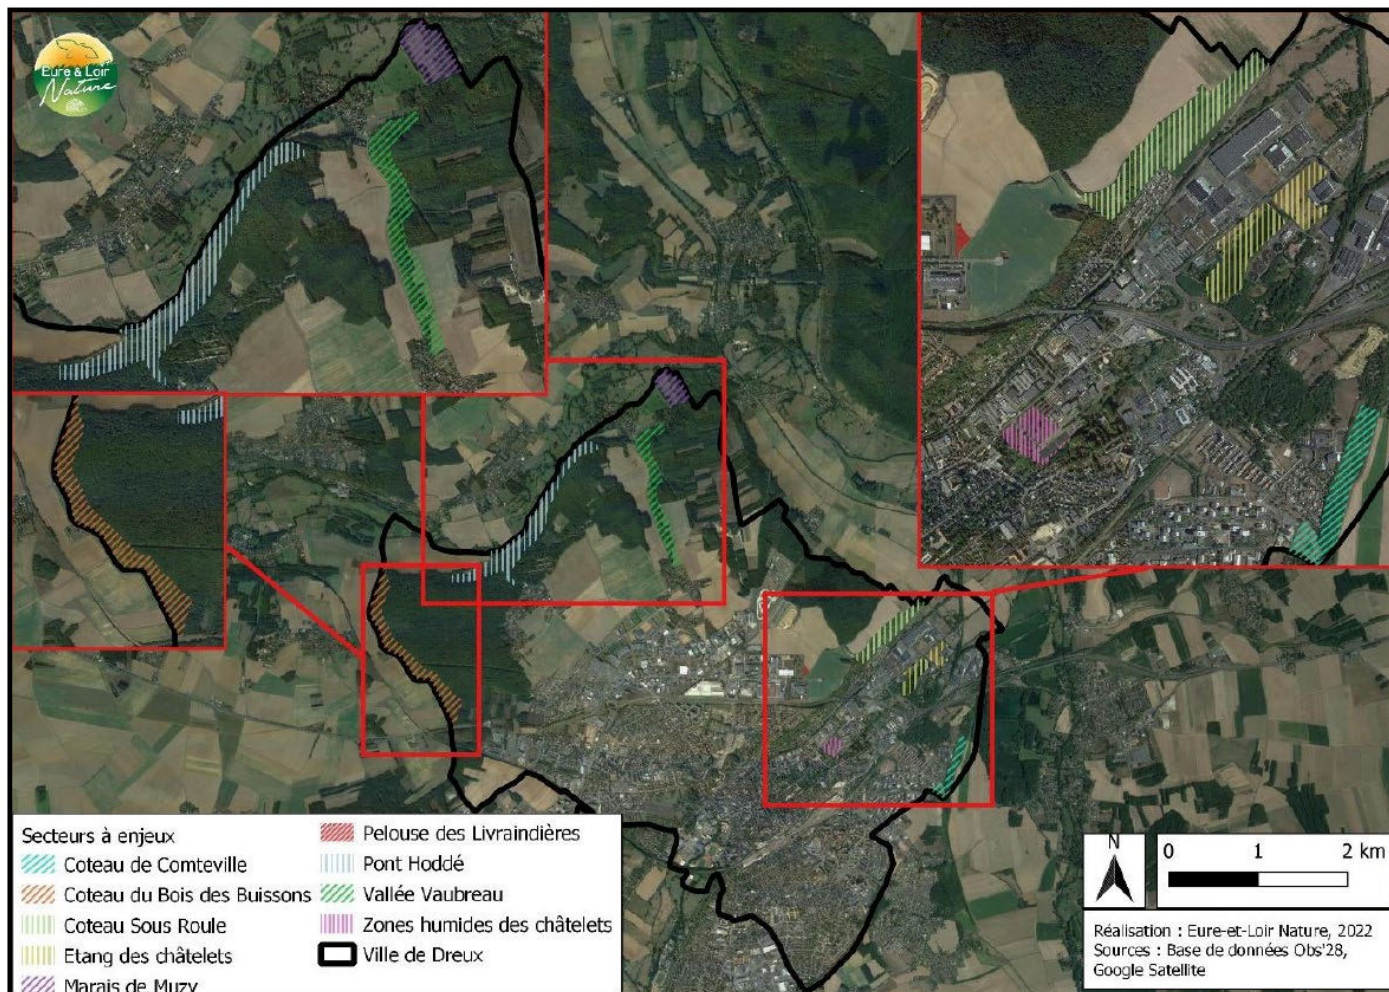 Eure & Loir
Nature
Secteurs à enjeux
Coteau de Comteville
Coteau du Bois des Buissons
Coteau Sous Roule
Etang des châtelets
Marais de Muzy
Pelouse des Livraindières
Pont Hoddé
Vallée Vaubreau
Zones humides des châtelets
Ville de Dreux
N
0 1 2 km
Réalisation : Eure-et-Loir Nature, 2022
Sources : Base de données Obs'28,
Google Satellite